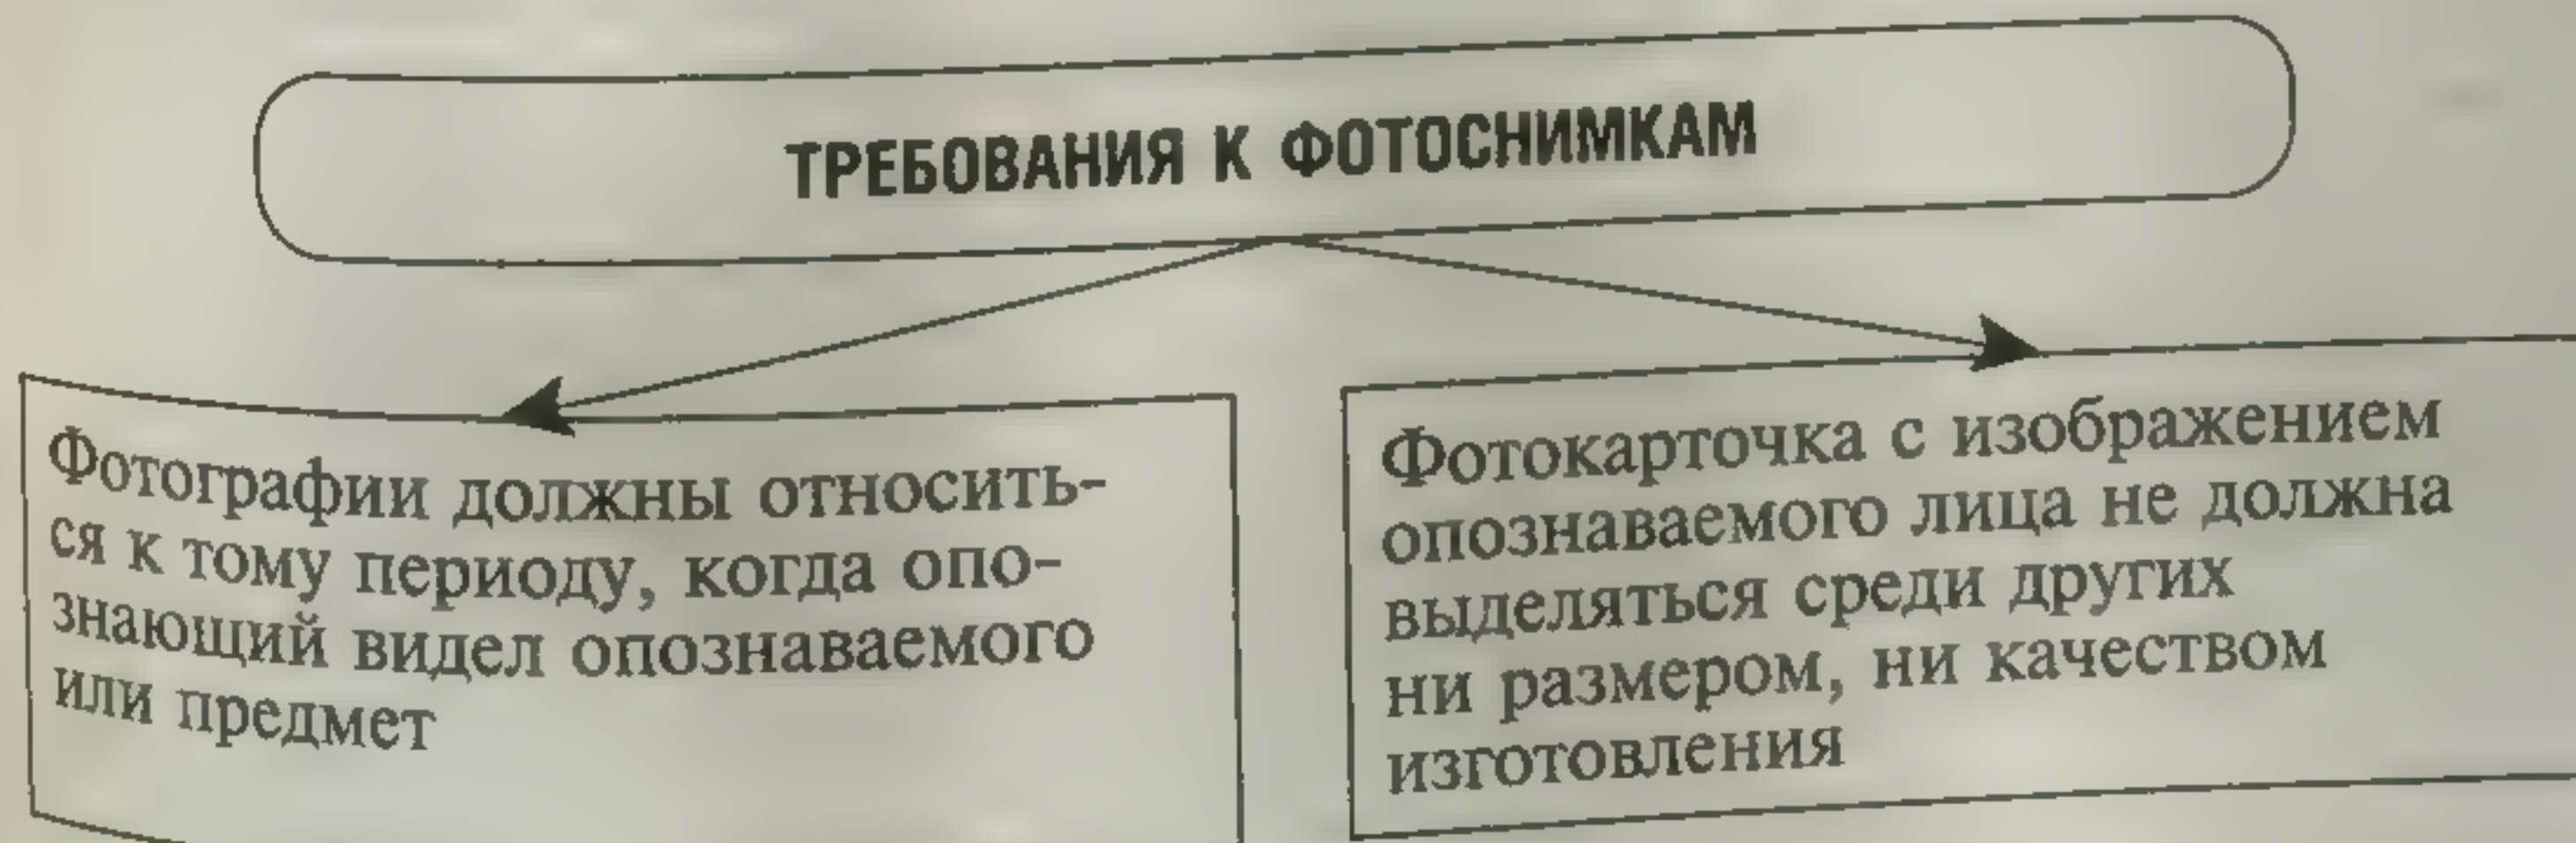 ТРЕБОВАНИЯ К ФОТОСНИМКАМ
Фотографии должны относить-
ся к тому периоду, когда опо-
знающий видел опознаваемого
или предмет
Фотокарточка с изображением
опознаваемого лица не должна
выделяться среди других
ни размером, ни качеством
изготовления